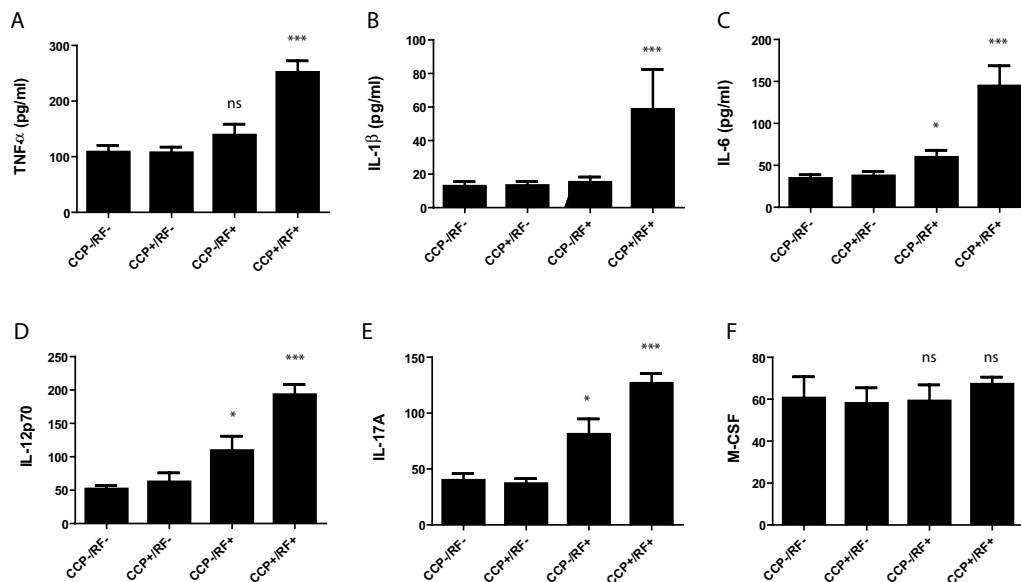 A
TNF-α (pg/ml)
300
200
100
0
ns
***
CCP-/RF-
CCP+/RF-
CCP-/RF+
CCP+/RF+
B
IL-1β (pg/ml)
100
80
60
40
20
0
***
CCP-/RF-
CCP+/RF-
CCP-/RF+
CCP+/RF+
C
IL-6 (pg/ml)
200
150
100
50
0
*
***
CCP-/RF-
CCP+/RF-
CCP-/RF+
CCP+/RF+
D
IL-12p70
250
200
150
100
50
0
*
***
CCP-/RF-
CCP+/RF-
CCP-/RF+
CCP+/RF+
E
IL-17A
150
100
50
0
*
***
CCP-/RF-
CCP+/RF-
CCP-/RF+
CCP+/RF+
F
M-CSF
80
60
40
20
0
ns
ns
CCP-/RF-
CCP+/RF-
CCP-/RF+
CCP+/RF+